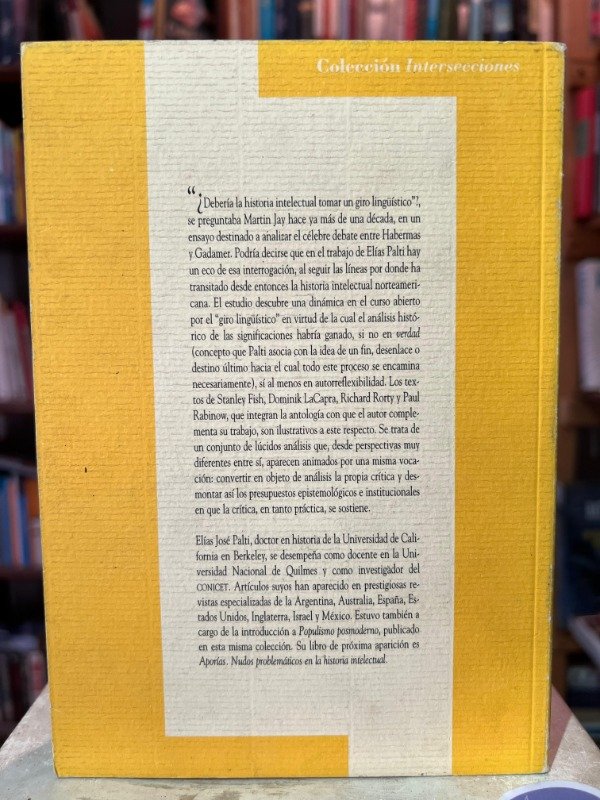 Colección Intersecciones
“¿Debería la historia intelectual tomar un giro lingüístico”?,
se preguntaba Martin Jay hace ya más de una década, en un
ensayo destinado a analizar el célebre debate entre Habermas
y Gadamer. Podría decirse que en el trabajo de Elías Palti hay
un eco de esa interrogación, al seguir las líneas por donde ha
transitado desde entonces la historia intelectual norteameri-
cana. El estudio descubre una dinámica en el curso abierto
por el “giro lingüístico” en virtud de la cual el análisis histó-
rico de las significaciones habría ganado, si no en verdad
(concepto que Palti asocia con la idea de un fin, desenlace o
destino último hacia el cual todo este proceso se encamina
necesariamente), sí al menos en autorreflexibilidad. Los tex-
tos de Stanley Fish, Dominik LaCapra, Richard Rorty y Paul
Rabinow, que integran la antología con que el autor comple-
menta su trabajo, son ilustrativos a este respecto. Se trata de
un conjunto de lúcidos análisis que, desde perspectivas muy
diferentes entre sí, aparecen animados por una misma voca-
ción: convertir en objeto de análisis la propia crítica y des-
montar así los presupuestos epistemológicos e institucionales
en que la crítica, en tanto práctica, se sostiene.
Elías José Palti, doctor en historia de la Universidad de Cali-
fornia en Berkeley, se desempeña como docente en la Uni-
versidad Nacional de Quilmes y como investigador del
CONICET. Artículos suyos han aparecido en prestigiosas re-
vistas especializadas de la Argentina, Australia, España, Es-
tados Unidos, Inglaterra, Israel y México. Estuvo también a
cargo de la introducción a Populismo posmoderno, publicado
en esta misma colección. Su libro de próxima aparición es
Aporías. Nudos problemáticos en la historia intelectual.